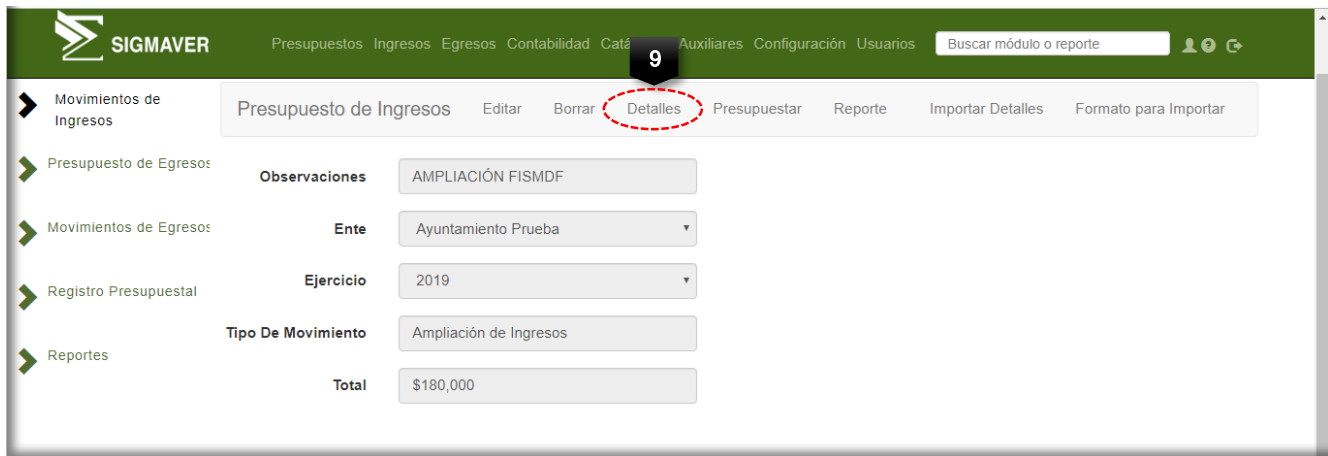 SIGMAVER
Presupuestos Ingresos Egresos Contabilidad Catá Auxiliares Configuración Usuarios
Buscar módulo o reporte
9
Movimientos de
Ingresos
Presupuesto de Egresos
Movimientos de Egresos
Registro Presupuestal
Reportes
Presupuesto de Ingresos Editar Borrar Detalles Presupuestar Reporte Importar Detalles Formato para Importar
Observaciones AMPLIACIÓN FISMDF
Ente Ayuntamiento Prueba
Ejercicio 2019
Tipo De Movimiento Ampliación de Ingresos
Total $180,000